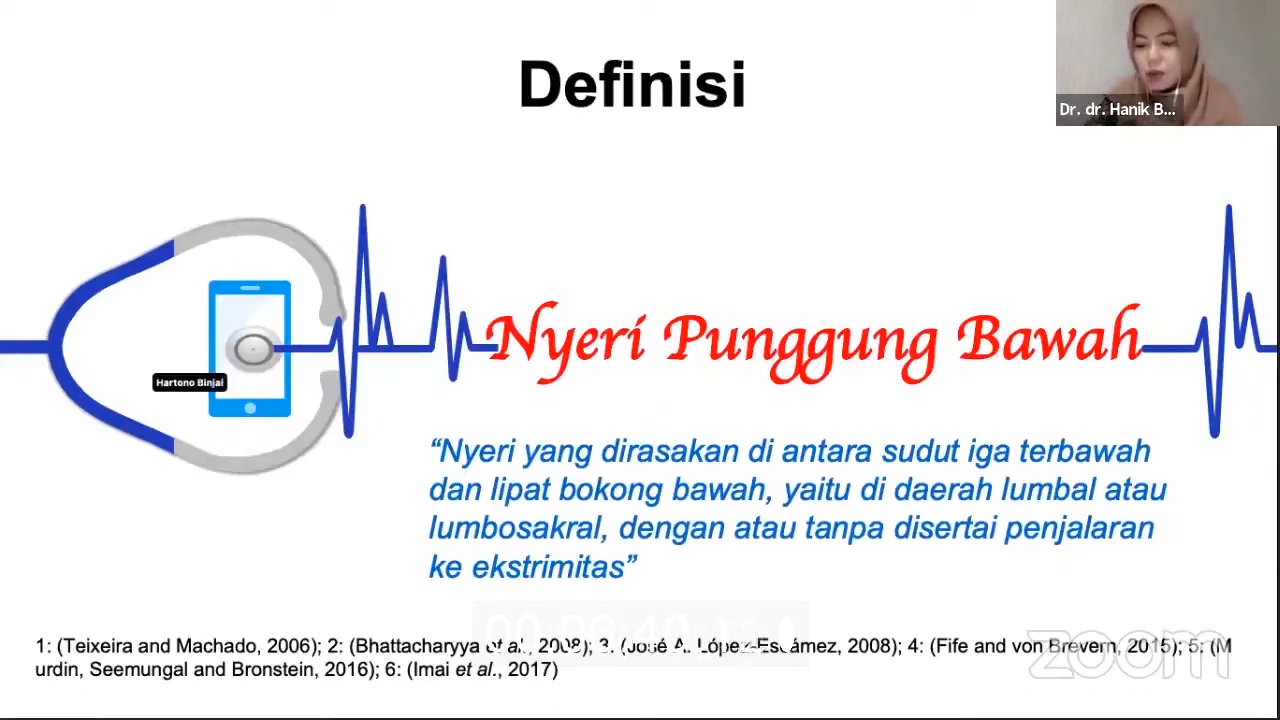 Definisi
Dr. dr. Hanik B...
Hartono Binjai
Nyeri Punggung Bawah
“Nyeri yang dirasakan di antara sudut iga terbawah
dan lipat bokong bawah, yaitu di daerah lumbal atau
lumbosakral, dengan atau tanpa disertai penjalaran
ke ekstrimitas”
1: (Teixeira and Machado, 2006); 2: (Bhattacharyya et al., 2008); 3. (José A. López-Escámez, 2008); 4: (Fife and von Brevern, 2015); 5: (M
urdin, Seemungal and Bronstein, 2016); 6: (Imai et al., 2017)
zoom